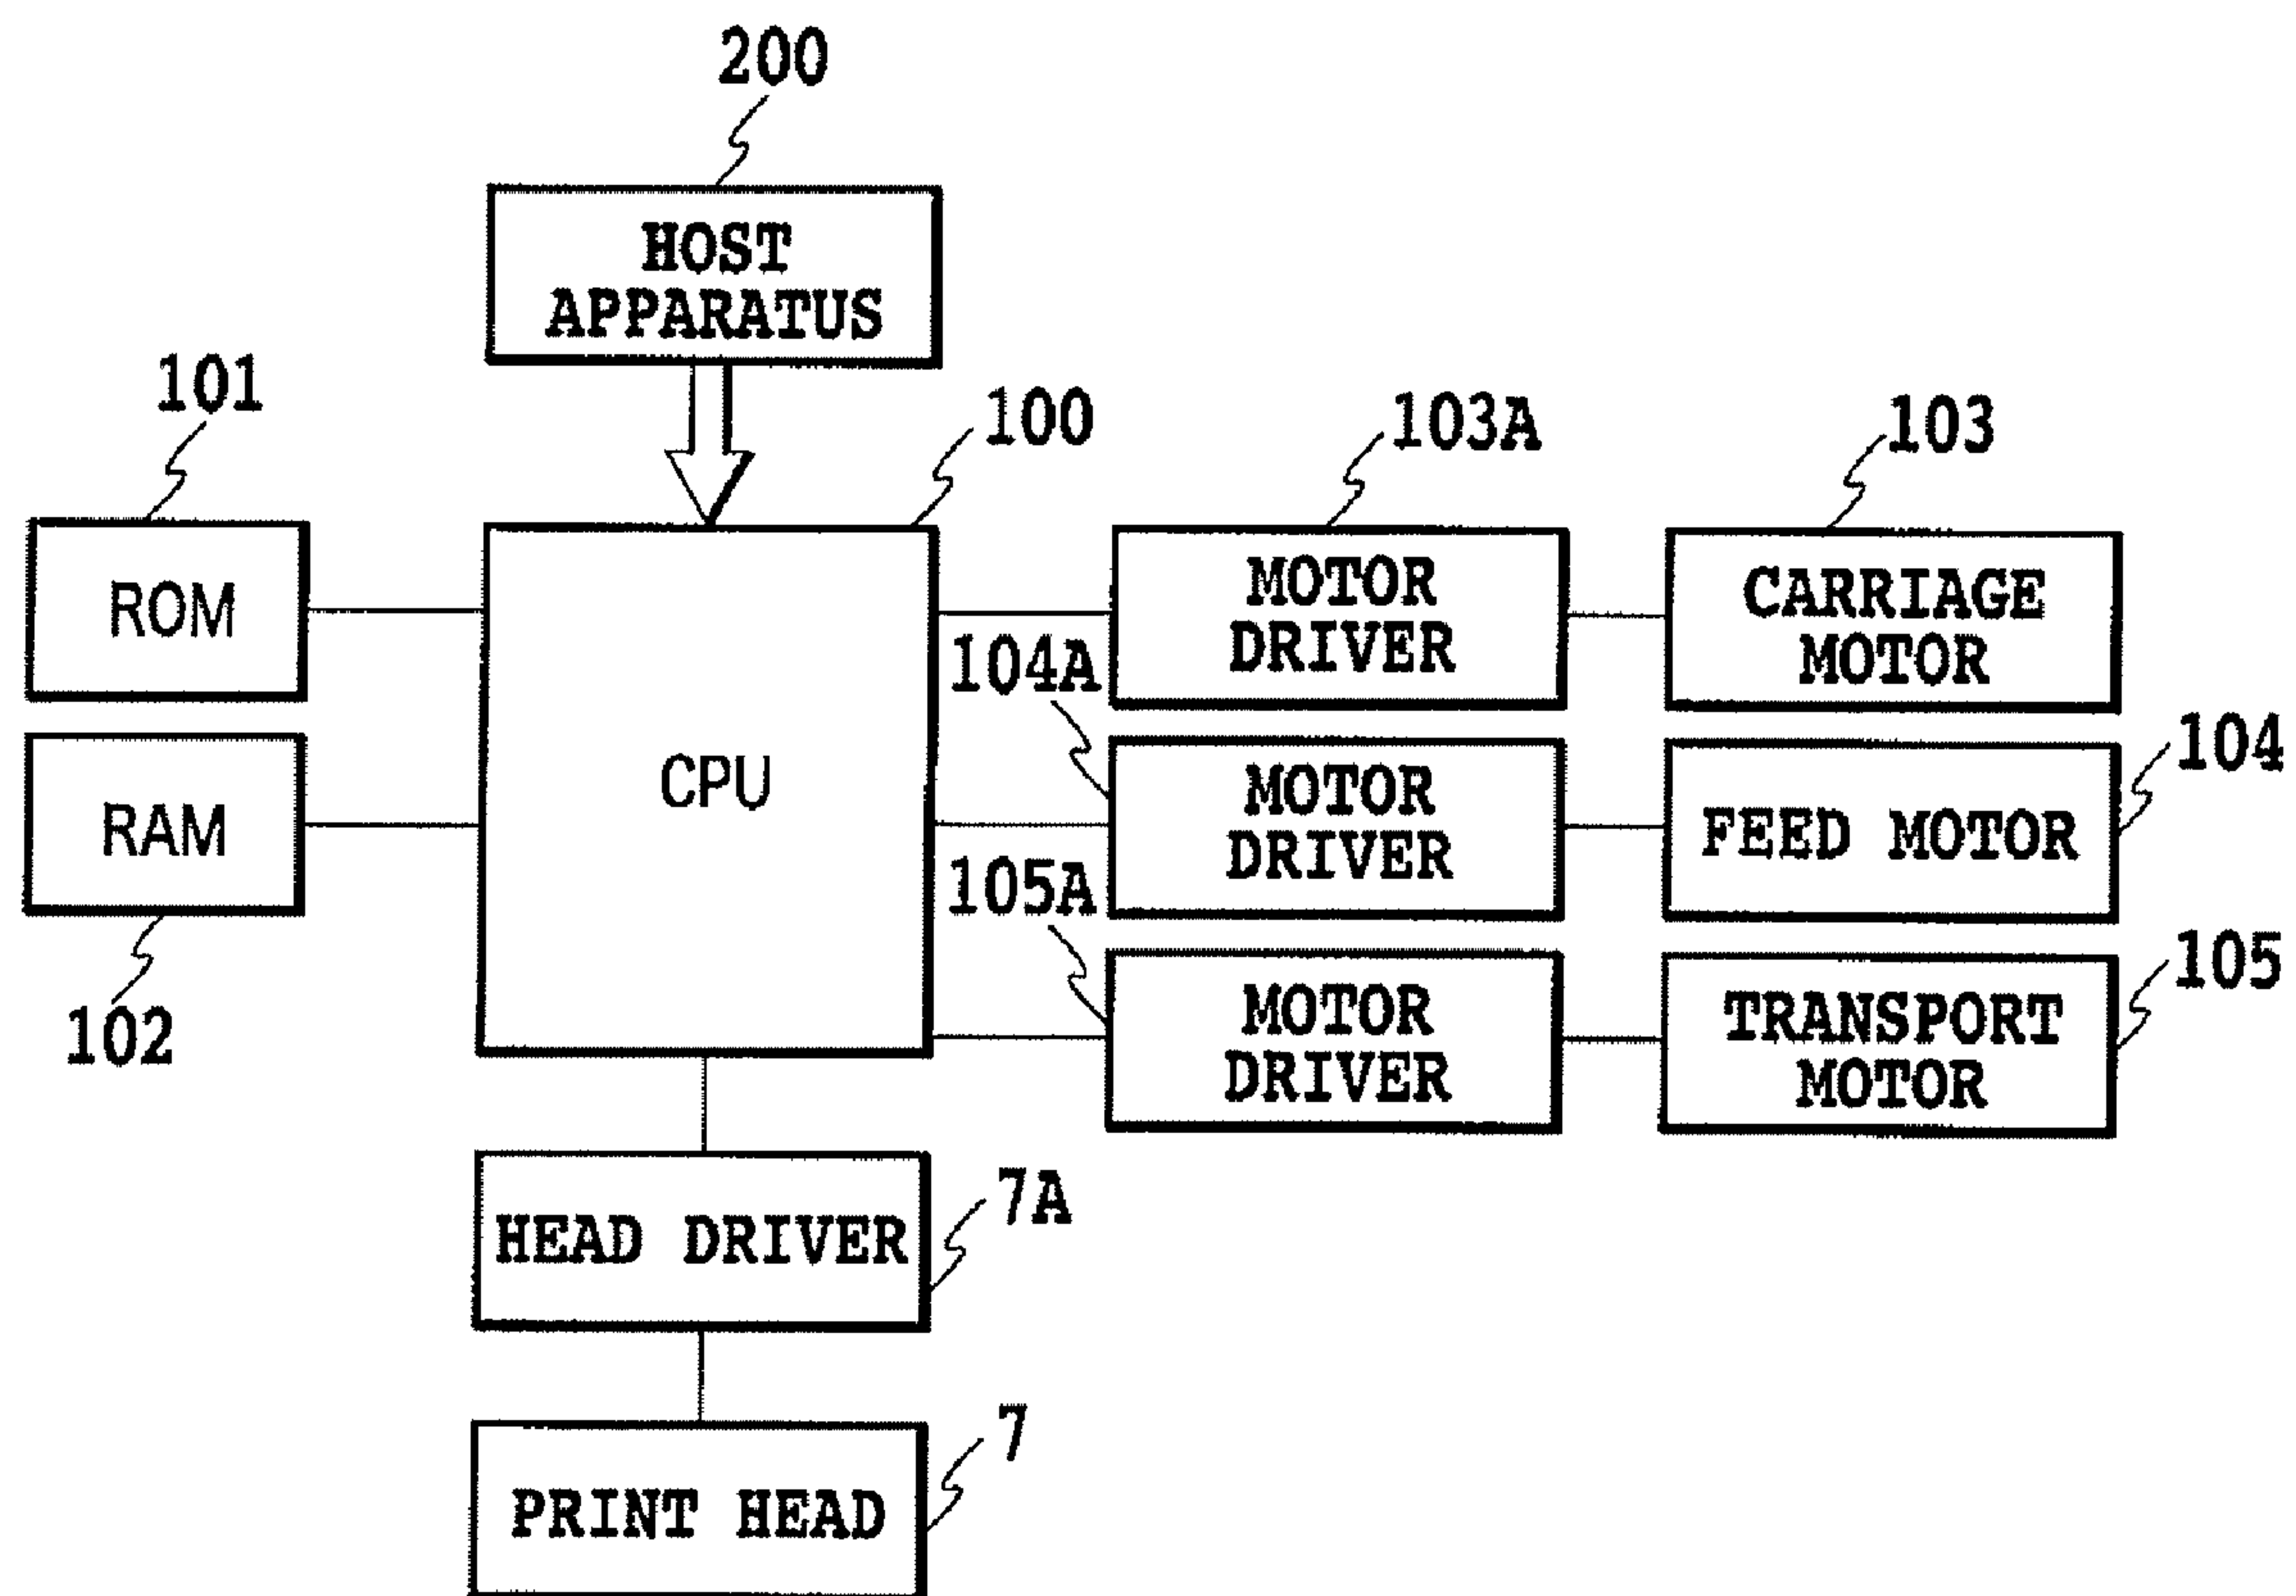 200
HOST
APPARATUS
101
100
103A
103
ROM
MOTOR
DRIVER
CARRIAGE
MOTOR
104A
104
RAM
CPU
MOTOR
DRIVER
FEED MOTOR
105A
105
102
MOTOR
DRIVER
TRANSPORT
MOTOR
7A
HEAD DRIVER
7
PRINT HEAD